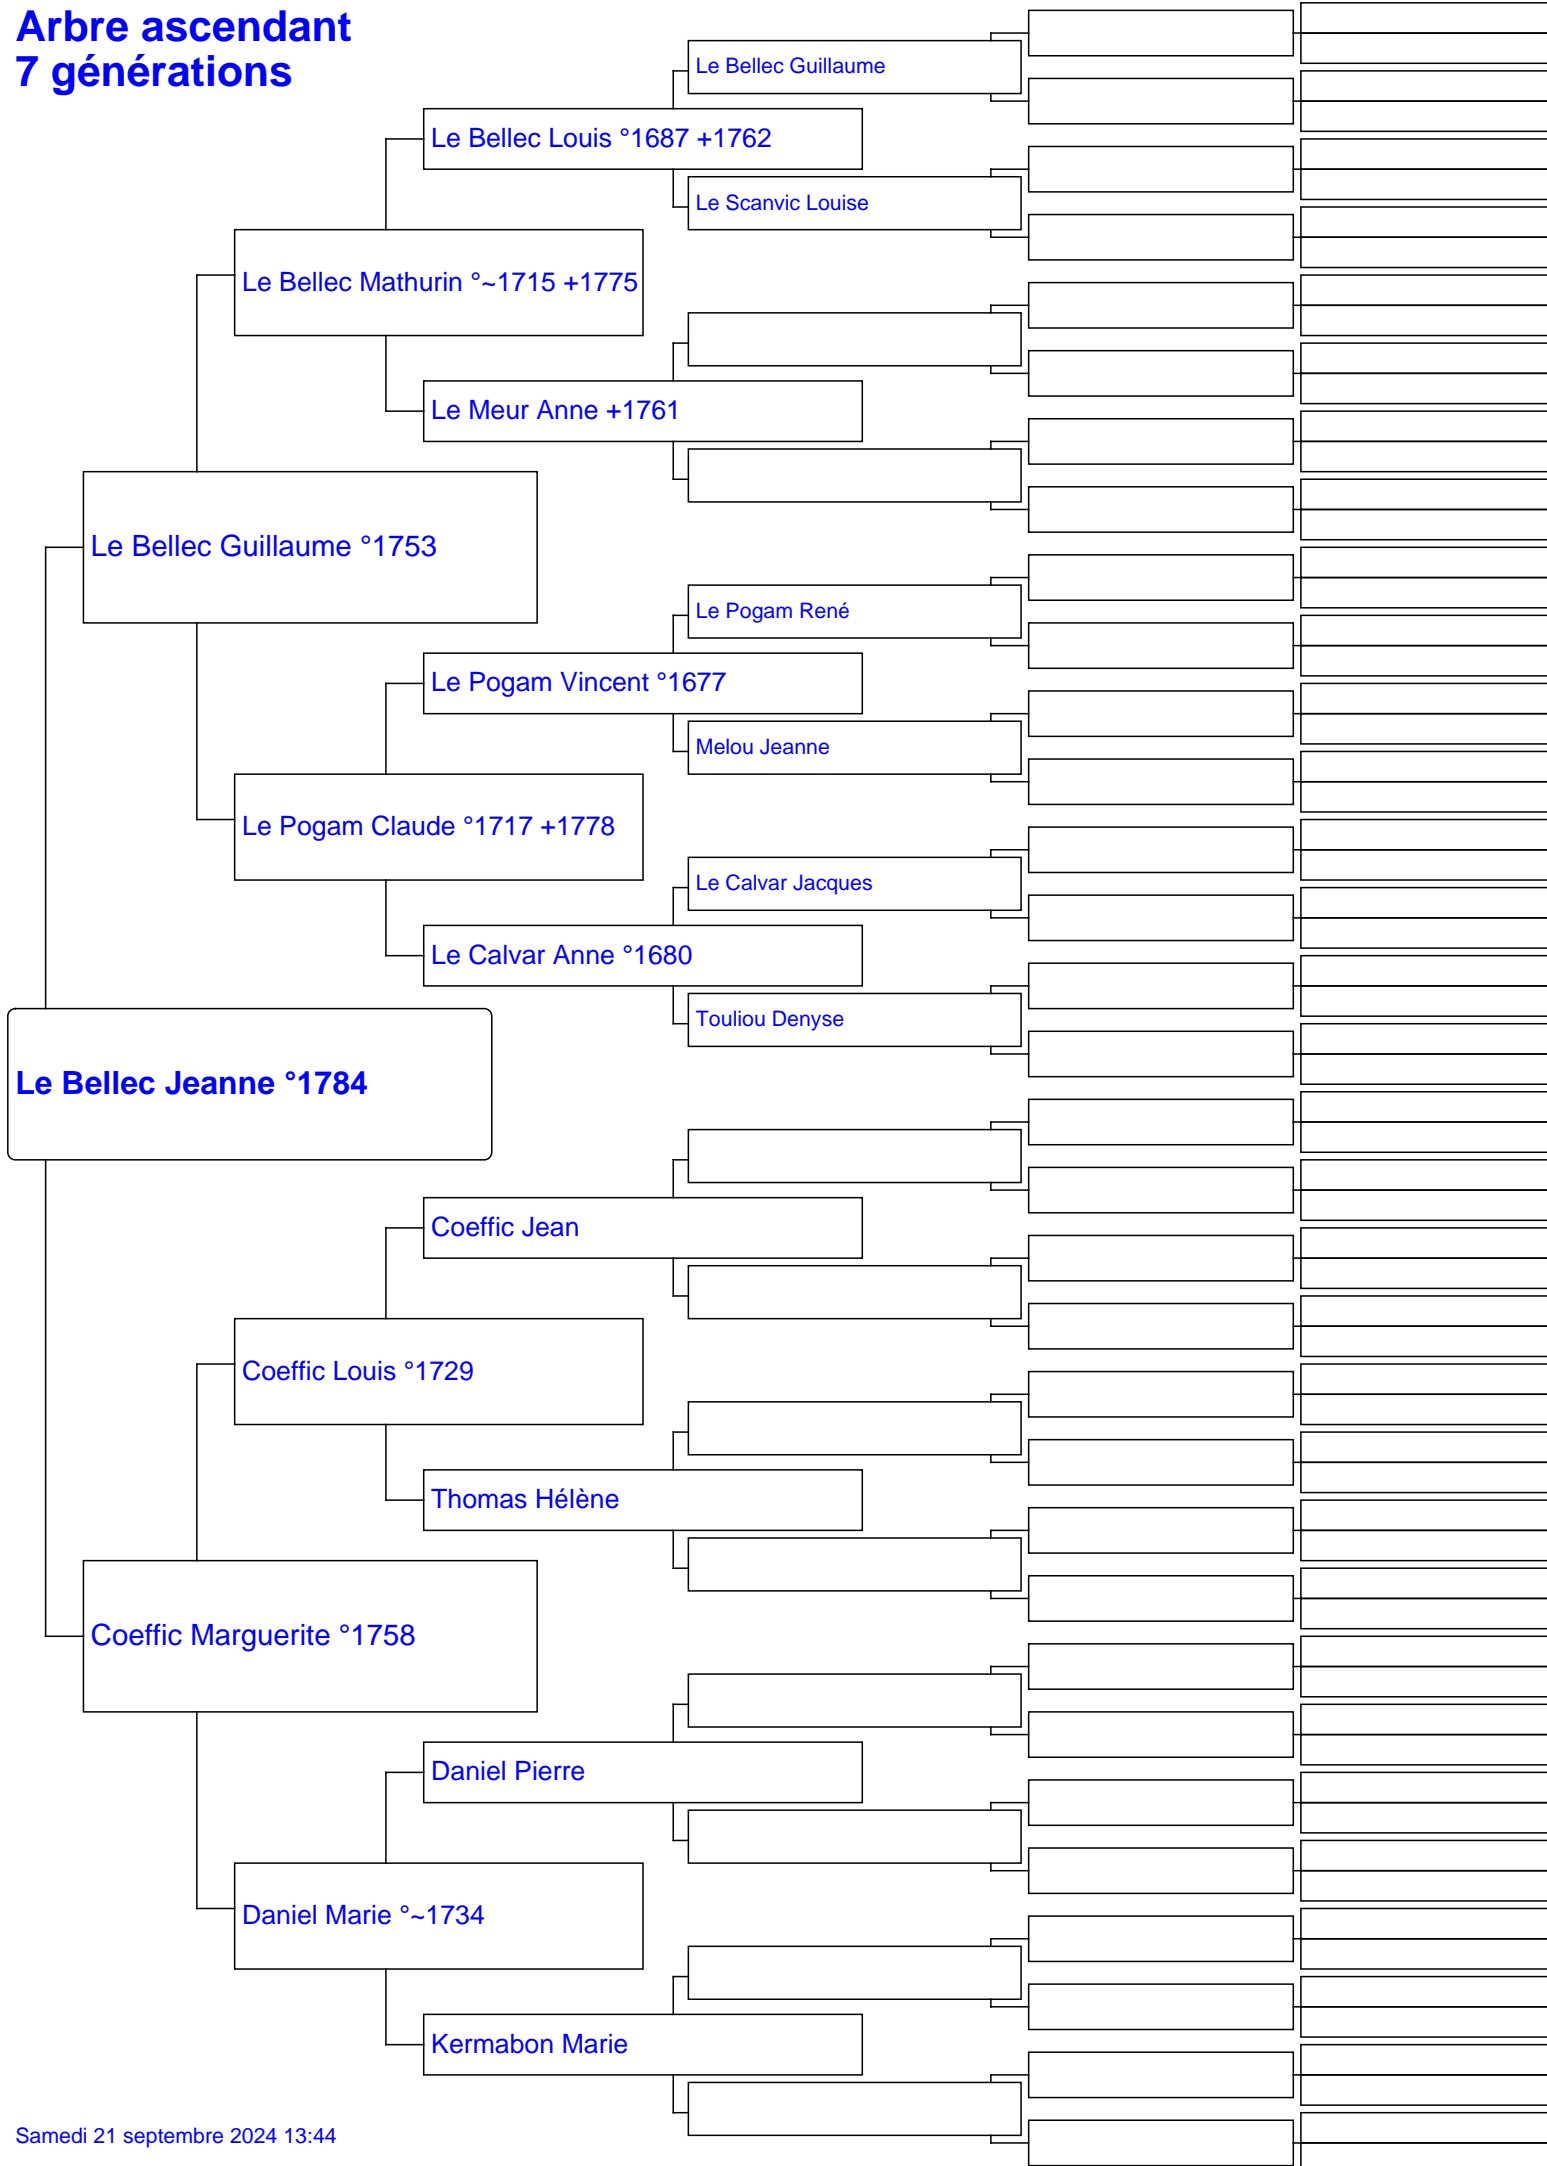 Arbre ascendant
7 générations
Le Bellec Guillaume
Le Bellec Louis °1687 +1762
Le Scanvic Louise
Le Bellec Mathurin °~1715 +1775
Le Meur Anne +1761
Le Bellec Guillaume °1753
Le Pogam René
Le Pogam Vincent °1677
Melou Jeanne
Le Pogam Claude °1717 +1778
Le Calvar Jacques
Le Calvar Anne °1680
Touliou Denyse
Le Bellec Jeanne °1784
Coeffic Jean
Coeffic Louis °1729
Thomas Hélène
Coeffic Marguerite °1758
Daniel Pierre
Daniel Marie °~1734
Kermabon Marie
Samedi 21 septembre 2024 13:44